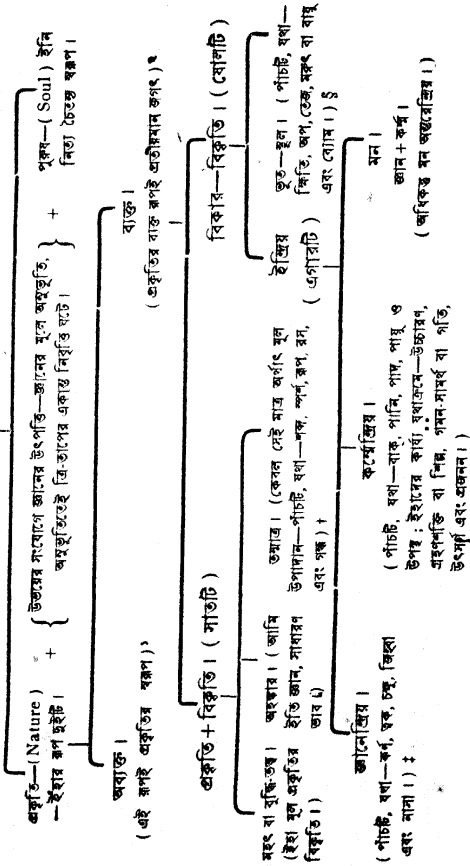 প্রকৃতি—(Nature)
—ইঁহার রূপ দুইটি।
+
উভয়ের সংযোগে জ্ঞানের উৎপত্তি—জ্ঞানের মূলে অনুভূতি,
অনুভূতিতেই ত্রি-তাপের একান্ত নিবৃত্তি ঘটে।
+
পুরুষ—(Soul) ইনি
নিত্য চৈতন্য স্বরূপ।
অব্যক্ত।
(এই রূপই প্রকৃতির স্বরূপ)¹
ব্যক্ত।
(প্রকৃতির ব্যক্ত রূপই প্রতীয়মান জগৎ)²
প্রকৃতি + বিকৃতি। (সাতটি)
বিকার—বিকৃতি। (ষোলটি)
মহৎ বা বুদ্ধি-তত্ত্ব।
(ইহা মূল প্রকৃতির
বিকৃতি।)
অহঙ্কার। (আমি
ইতি জ্ঞান, সাধারণ
ভাব।)
তন্মাত্র। (কেবল সেই মাত্র অর্থাৎ মূল
উপাদান—পাঁচটি, যথা—শব্দ, স্পর্শ, রূপ, রস,
এবং গন্ধ।) †
ইন্দ্রিয়
(এগারটি)
ভূত—স্থূল। (পাঁচটি, যথা—
ক্ষিতি, অপ, তেজ, মরুৎ বা বায়ু
এবং ব্যোম।) §
জ্ঞানেন্দ্রিয়।
(পাঁচটি, যথা—কর্ণ, ত্বক, চক্ষু, জিহ্বা
এবং নাসা।) ‡
কর্ম্মেন্দ্রিয়।
(পাঁচটি, যথা—বাক্, পানি, পাদ, পায়ু ও
উপস্থ; ইহাদের কার্য্য যথাক্রমে—উচ্চারণ,
গ্রহণশক্তি বা শিল্প, গমন-সামর্থ বা গতি,
উৎসর্গ এবং প্রজনন।)
মন।
জ্ঞান + কর্ম্ম।
(অধিকন্তু মন অন্তরেন্দ্রিয়।)